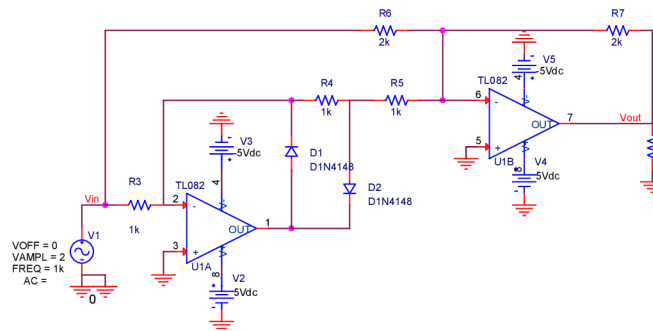 R6
2k
R7
2k
V5
-5Vdc
TL082
4
V-
R4
1k
R5
1k
6
-
OUT
7
Vout
5
+
V+
U1B
8
V4
5Vdc
V3
-5Vdc
D1
D1N4148
D2
D1N4148
R3
1k
TL082
4
V-
Vin
2
-
OUT
1
3
+
V+
U1A
8
V2
5Vdc
V1
VOFF = 0
VAMPL = 2
FREQ = 1k
AC =
0